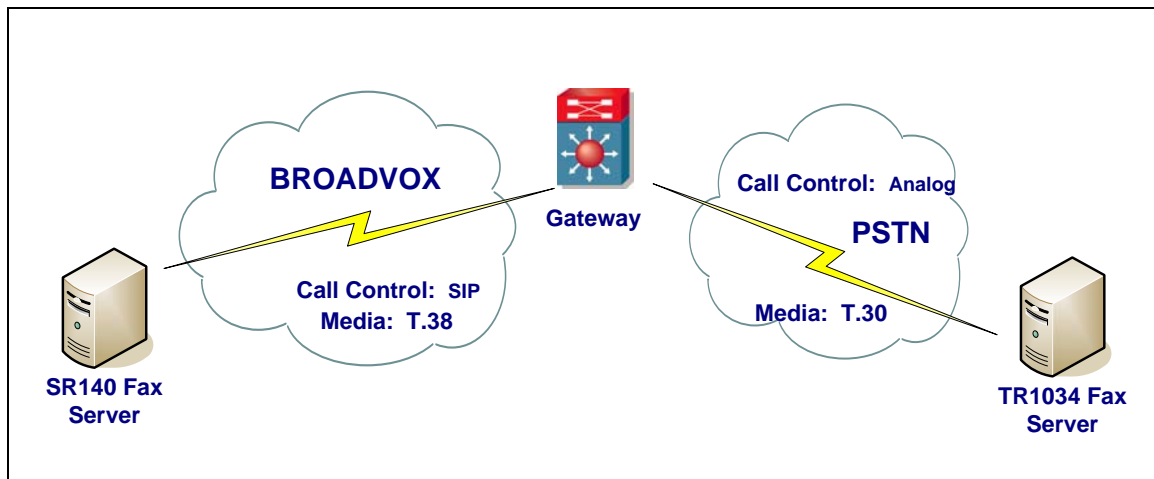 BROADVOX
Call Control: SIP
Media: T.38
Gateway
Call Control: Analog
PSTN
Media: T.30
SR140 Fax
Server
TR1034 Fax
Server